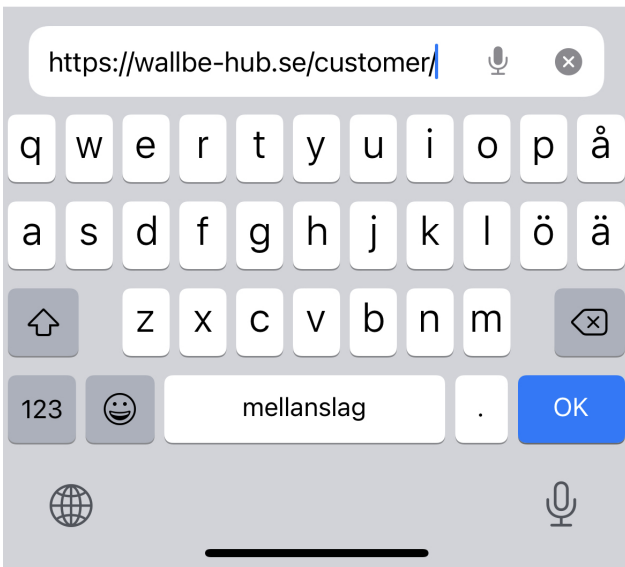 https://wallbe-hub.se/customer/
q w e r t y u i o p å
a s d f g h j k l ö ä
z x c v b n m
123 mellanslag . OK